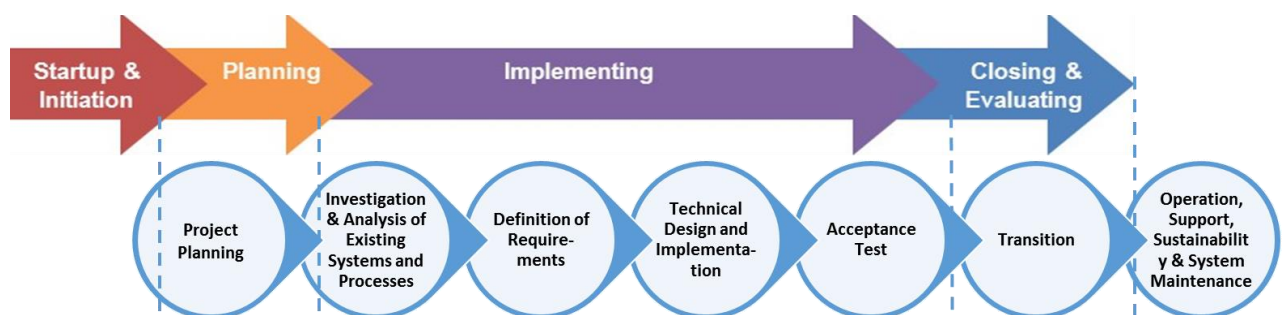 Startup &
Initiation
Planning
Implementing
Closing &
Evaluating
Project
Planning
Investigation
& Analysis of
Existing
Systems and
Processes
Definition of
Require-
ments
Technical
Design and
Implementa-
tion
Acceptance
Test
Transition
Operation,
Support,
Sustainabilit
y & System
Maintenance